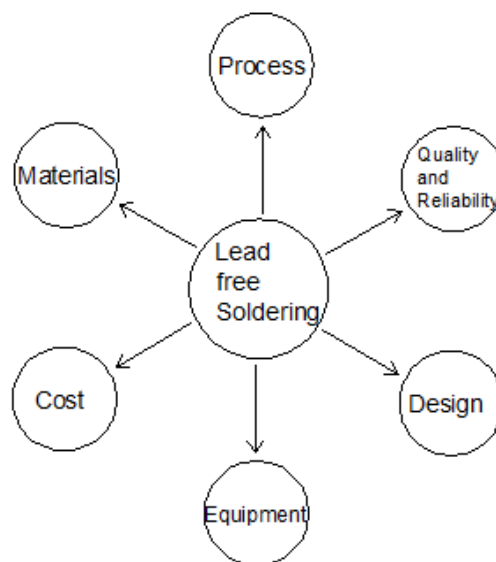 Process
Materials
Quality
and
Reliability
Lead
free
Soldering
Cost
Design
Equipment